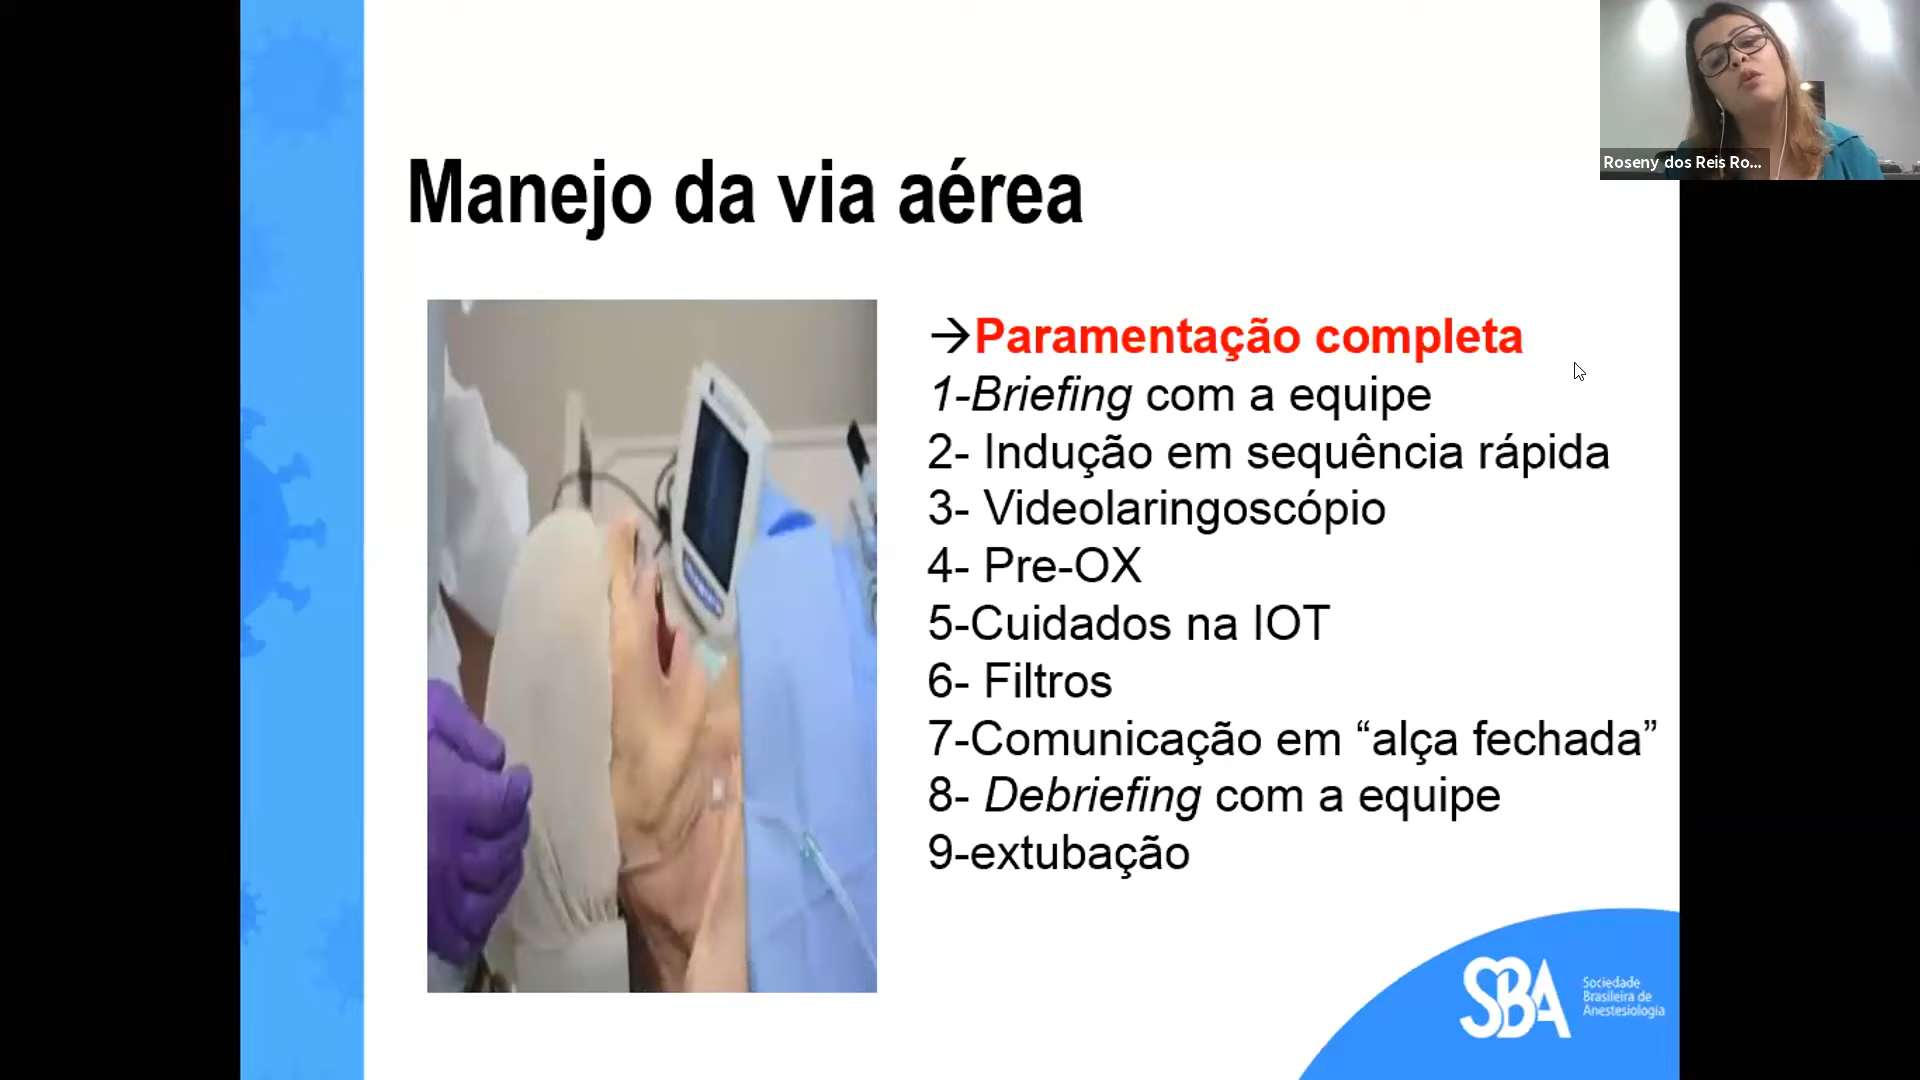 Roseny dos Reis Ro...
Manejo da via aérea
→Paramentação completa
1-Briefing com a equipe
2- Indução em sequência rápida
3- Videolaringoscópio
4- Pre-OX
5-Cuidados na IOT
6- Filtros
7-Comunicação em “alça fechada”
8- Debriefing com a equipe
9-extubação
SBA
Sociedade
Brasileira de
Anestesiologia